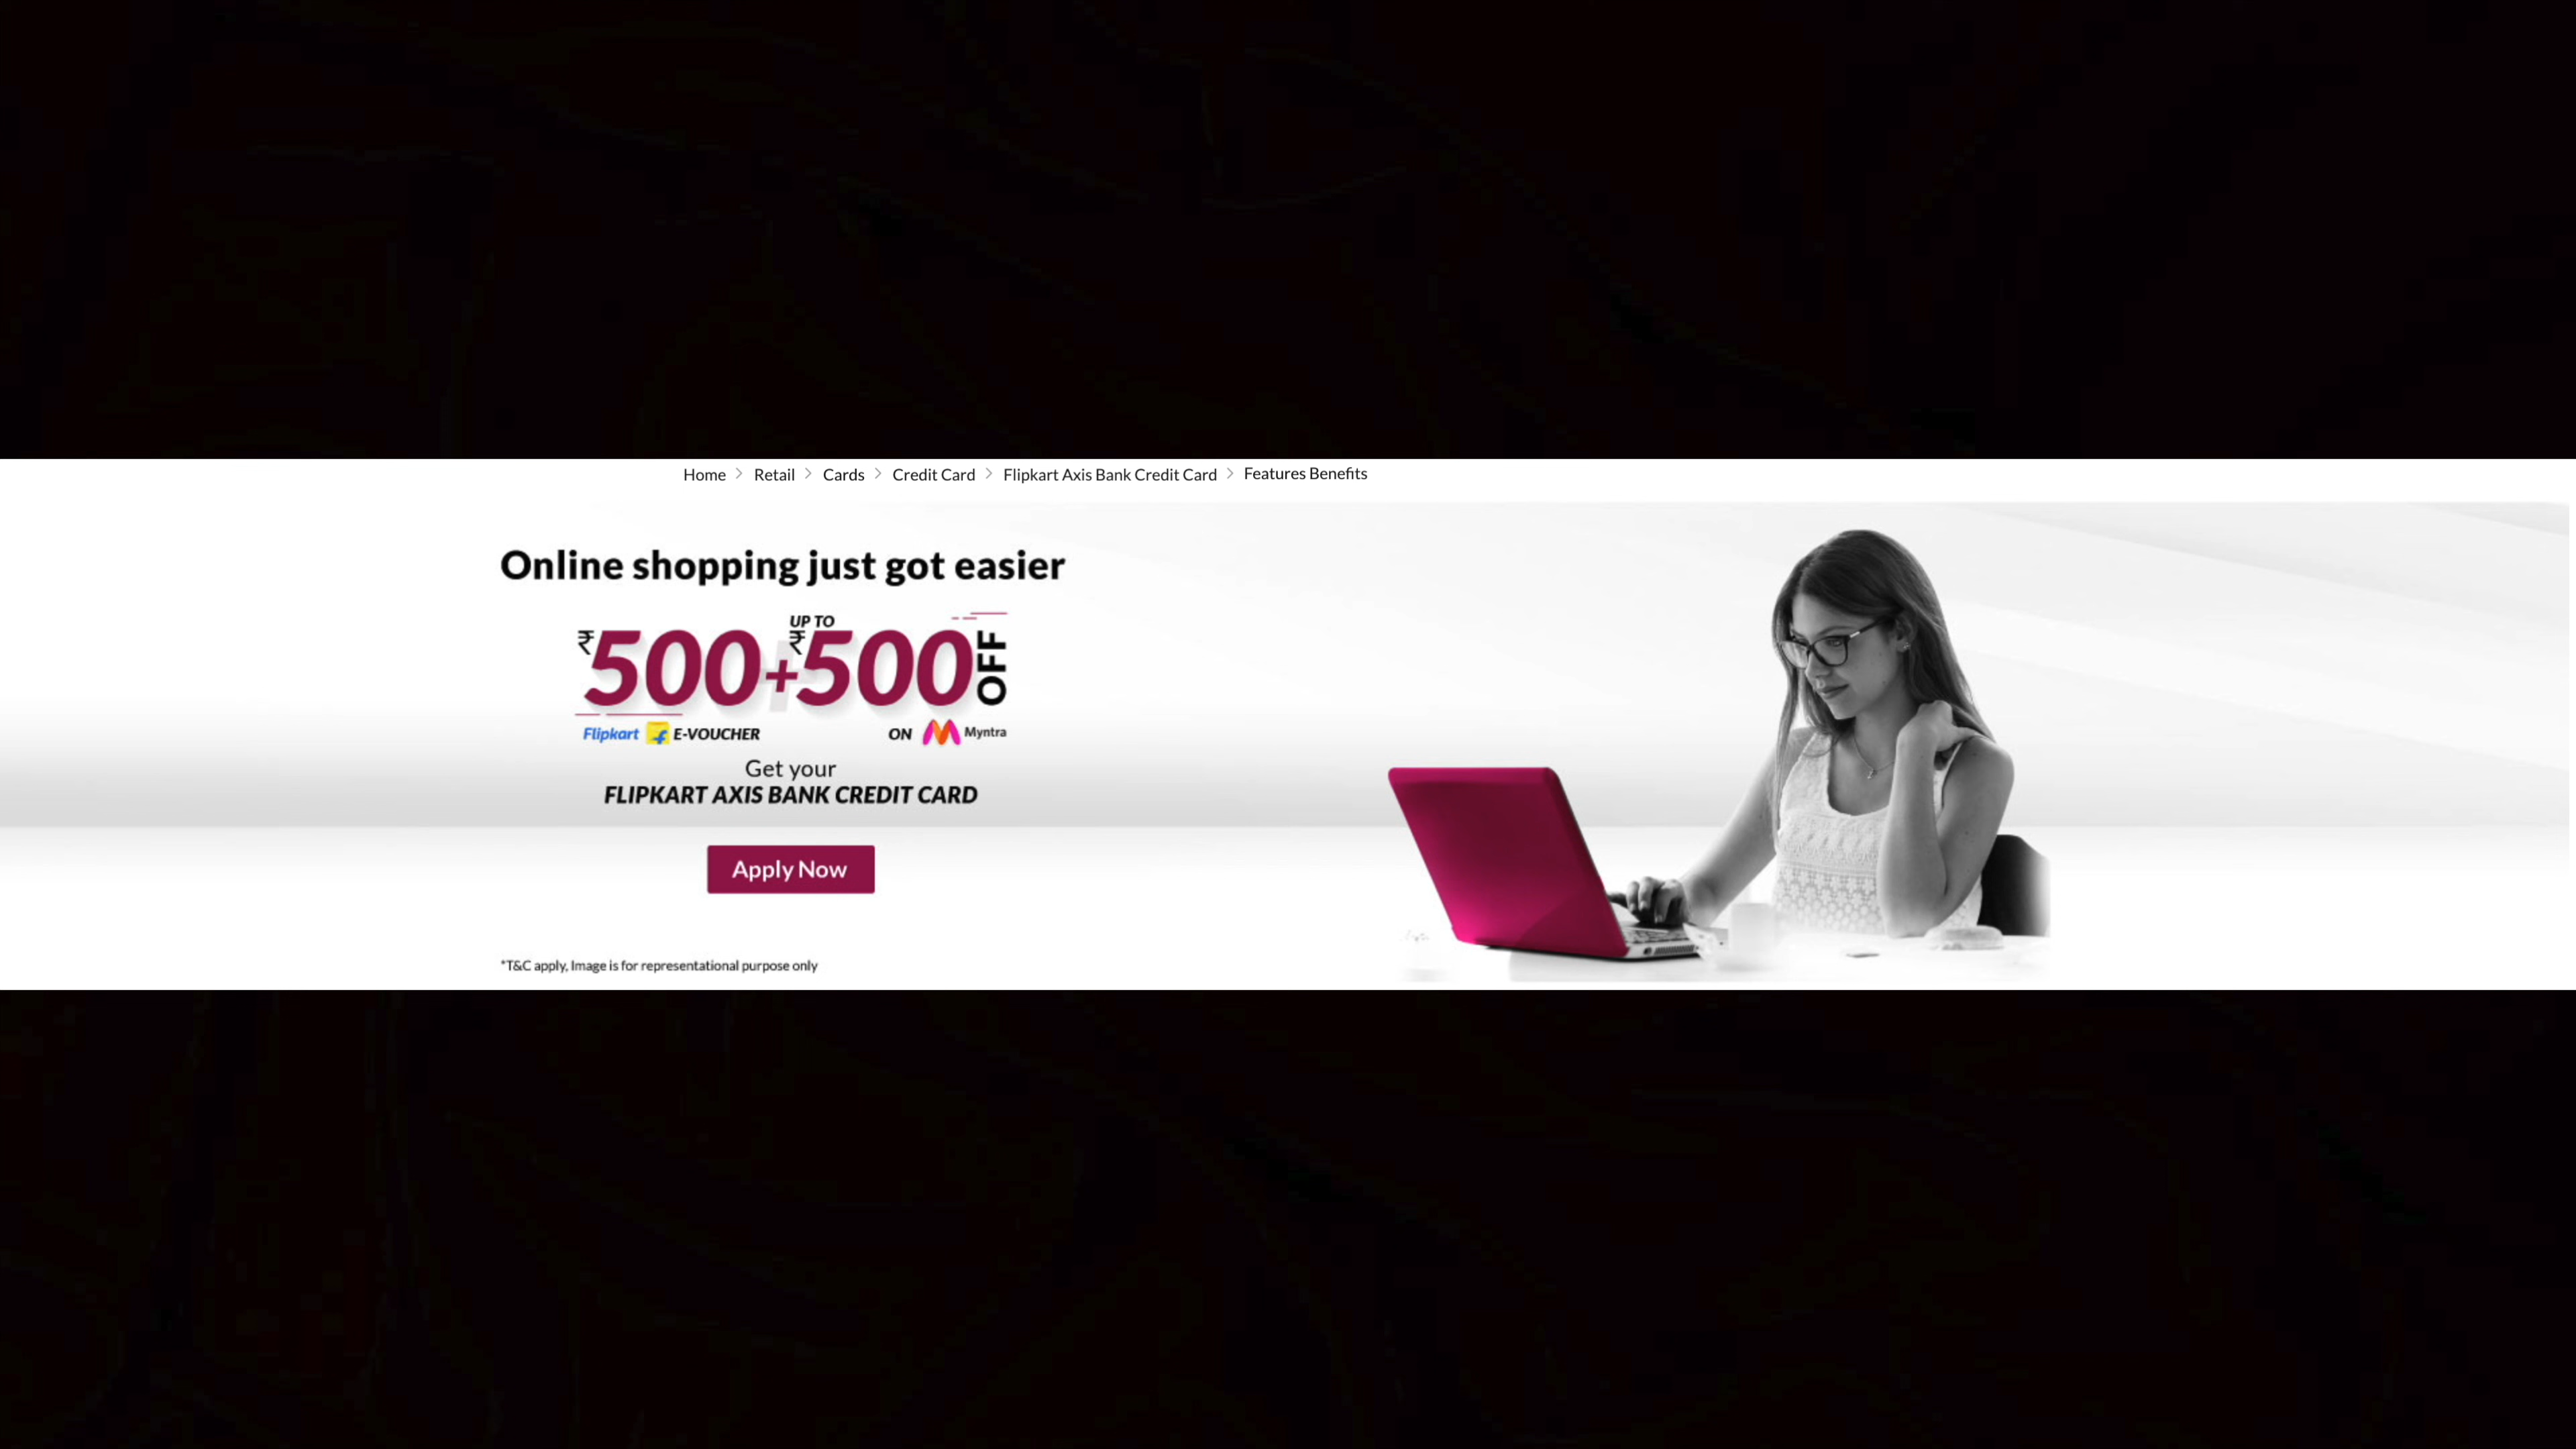 Home > Retail > Cards > Credit Card > Flipkart Axis Bank Credit Card > Features Benefits
Online shopping just got easier
UP TO
₹500+₹500 OFF
Flipkart E-VOUCHER ON Myntra
Get your
FLIPKART AXIS BANK CREDIT CARD
Apply Now
*T&C apply, Image is for representational purpose only